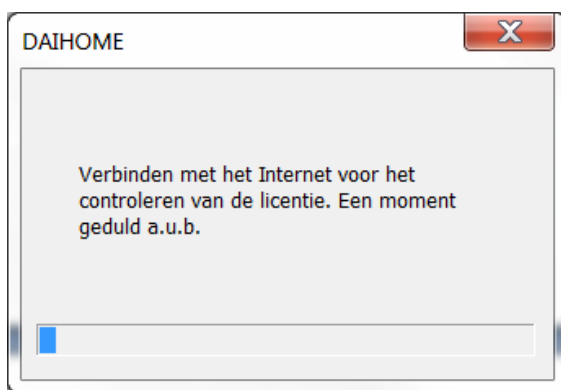 DAIHOME
Verbinden met het Internet voor het
controleren van de licentie. Een moment
geduld a.u.b.